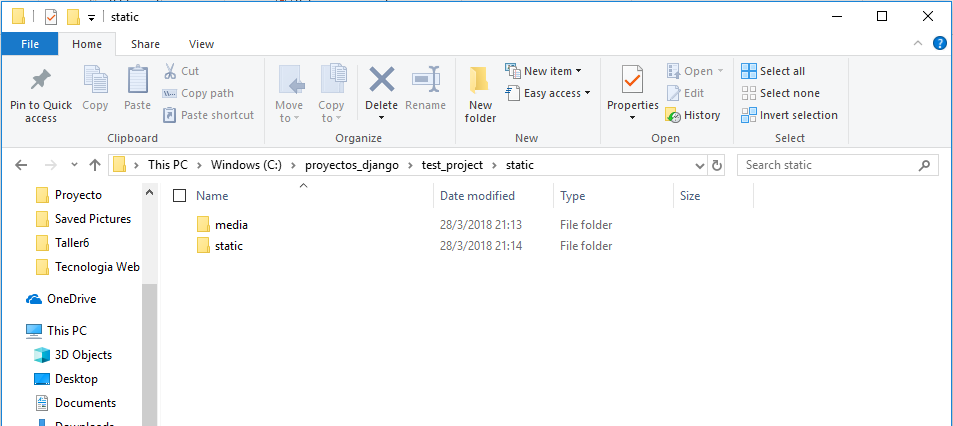 static
File Home Share View
Pin to Quick access
Copy
Paste
Cut
Copy path
Paste shortcut
Clipboard
Move to
Copy to
Delete
Rename
Organize
New folder
New item
Easy access
New
Properties
Open
Edit
History
Open
Select all
Select none
Invert selection
Select
This PC Windows (C:) proyectos_django test_project static
Search static
Proyecto
Saved Pictures
Taller6
Tecnologia Web
OneDrive
This PC
3D Objects
Desktop
Documents
Downloads
Name Date modified Type Size
media 28/3/2018 21:13 File folder
static 28/3/2018 21:14 File folder